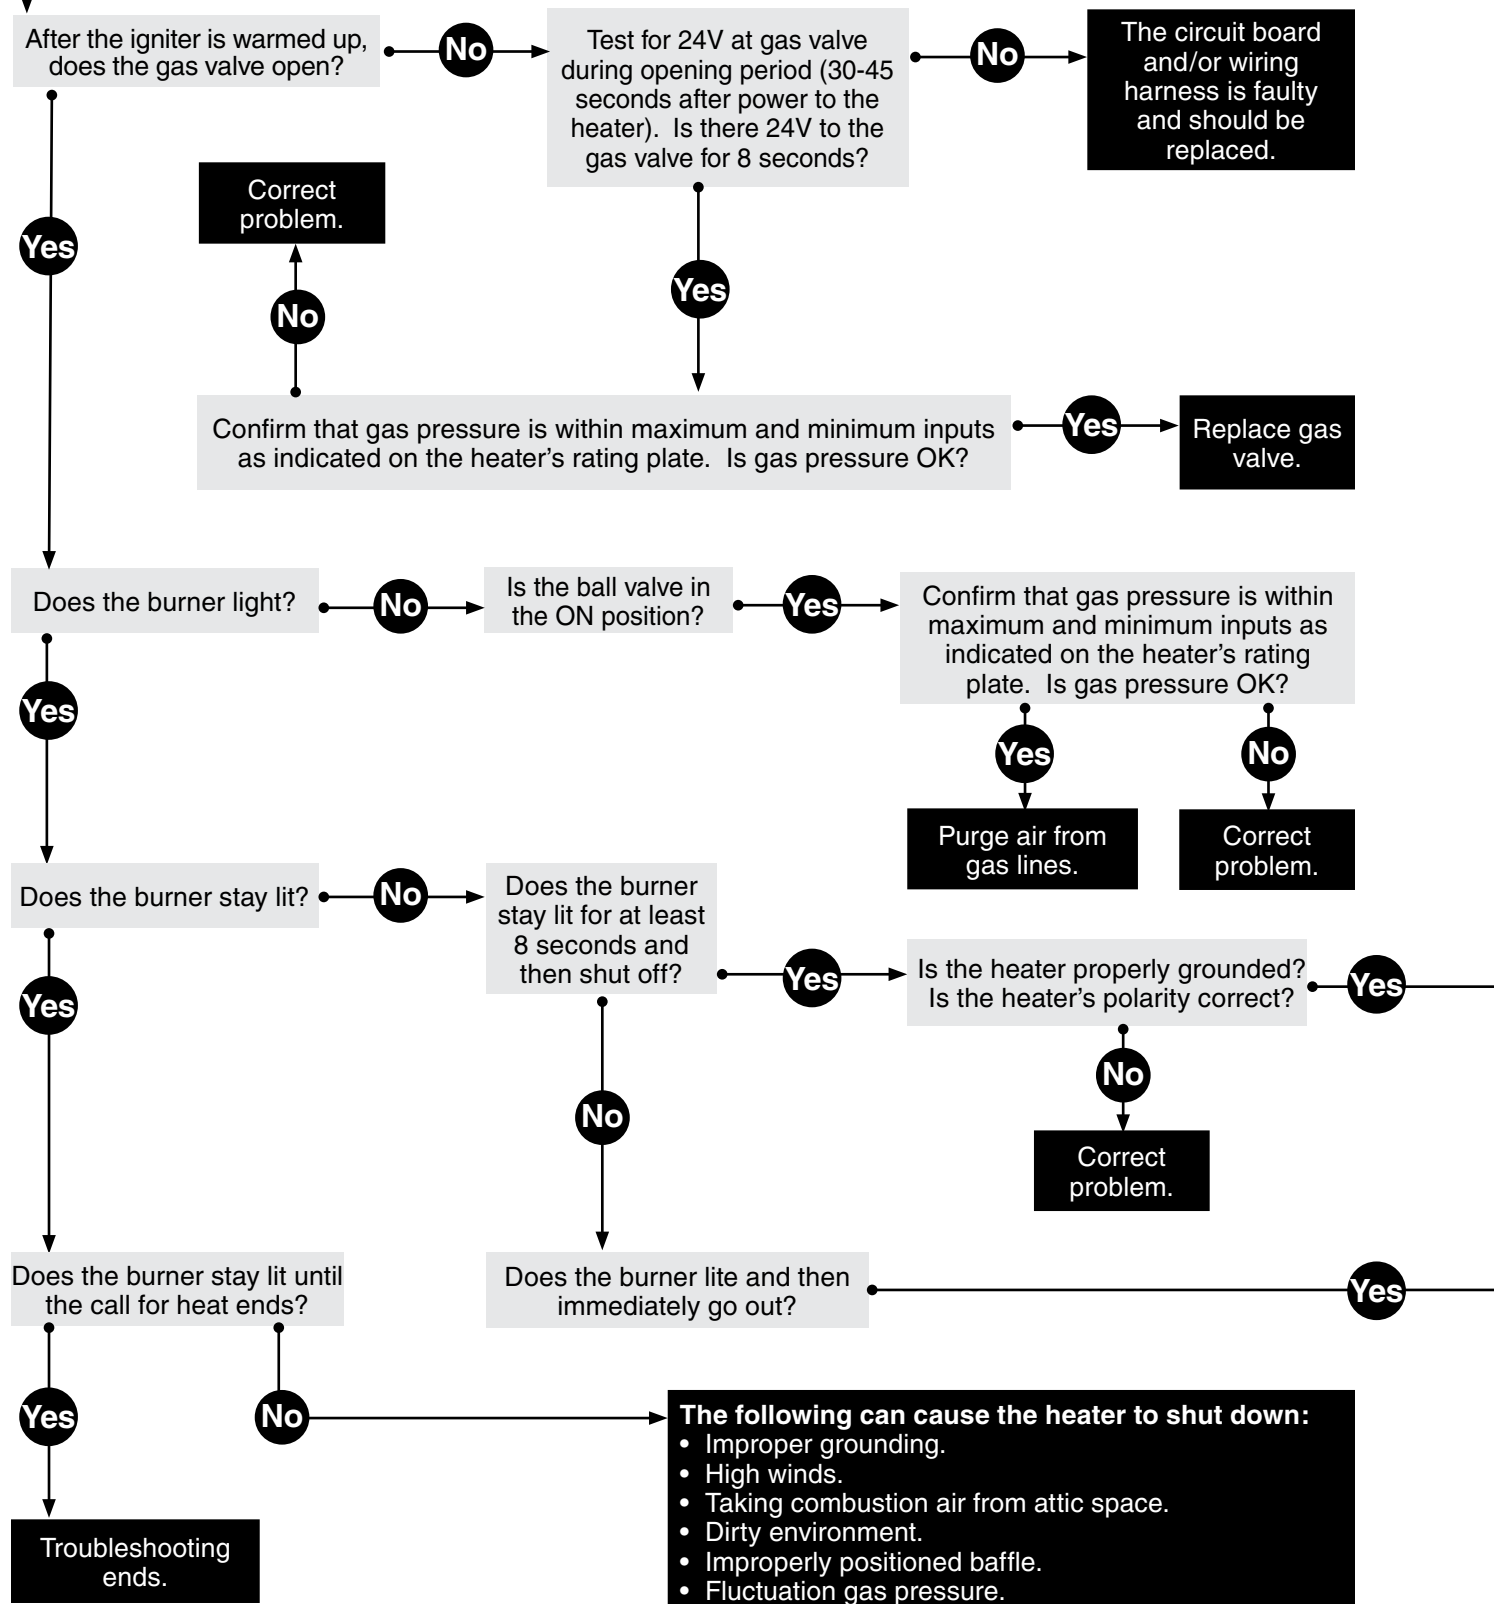 After the igniter is warmed up,
does the gas valve open?
No
Test for 24V at gas valve
during opening period (30-45
seconds after power to the
heater).  Is there 24V to the
gas valve for 8 seconds?
No
The circuit board
and/or wiring
harness is faulty
and should be
replaced.
Correct
problem.
Yes
No
Yes
Confirm that gas pressure is within maximum and minimum inputs
as indicated on the heater’s rating plate.  Is gas pressure OK?
Yes
Replace gas
valve.
Does the burner light?
No
Is the ball valve in
the ON position?
Yes
Confirm that gas pressure is within
maximum and minimum inputs as
indicated on the heater’s rating
plate.  Is gas pressure OK?
Yes
Yes
No
Purge air from
gas lines.
Correct
problem.
Does the burner stay lit?
No
Does the burner
stay lit for at least
8 seconds and
then shut off?
Yes
Is the heater properly grounded?
Is the heater’s polarity correct?
Yes
Yes
No
No
Correct
problem.
Does the burner stay lit until
the call for heat ends?
Does the burner lite and then
immediately go out?
Yes
Yes
No
The following can cause the heater to shut down:
• Improper grounding.
• High winds.
• Taking combustion air from attic space.
• Dirty environment.
• Improperly positioned baffle.
• Fluctuation gas pressure.
Troubleshooting
ends.